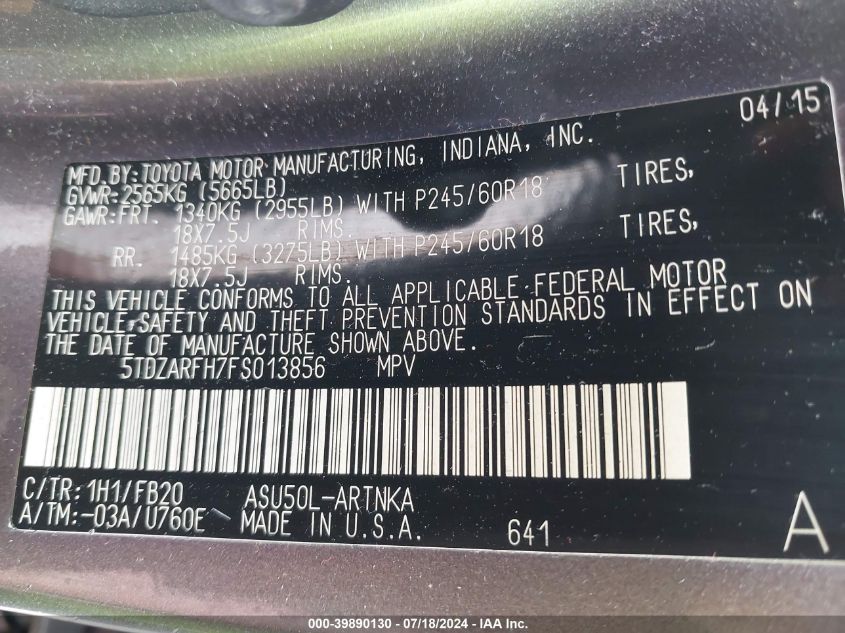 04/15
MFD.BY:TOYOTA MOTOR MANUFACTURING, INDIANA, INC.
GVWR:2565KG (5665LB)
GAWR:FRT. 1340KG (2955LB) WITH P245/60R18 TIRES,
18X7.5J RIMS.
RR. 1485KG (3275LB) WITH P245/60R18 TIRES,
18X7.5J RIMS.
THIS VEHICLE CONFORMS TO ALL APPLICABLE FEDERAL MOTOR
VEHICLE SAFETY AND THEFT PREVENTION STANDARDS IN EFFECT ON
THE DATE OF MANUFACTURE SHOWN ABOVE.
5TDZARFH7FS013856 MPV
C/TR: 1H1/FB20 ASU50L-ARTNKA
A/TM:-03A/U760E MADE IN U.S.A. 641 A
000-39890130 - 07/18/2024 - IAA Inc.